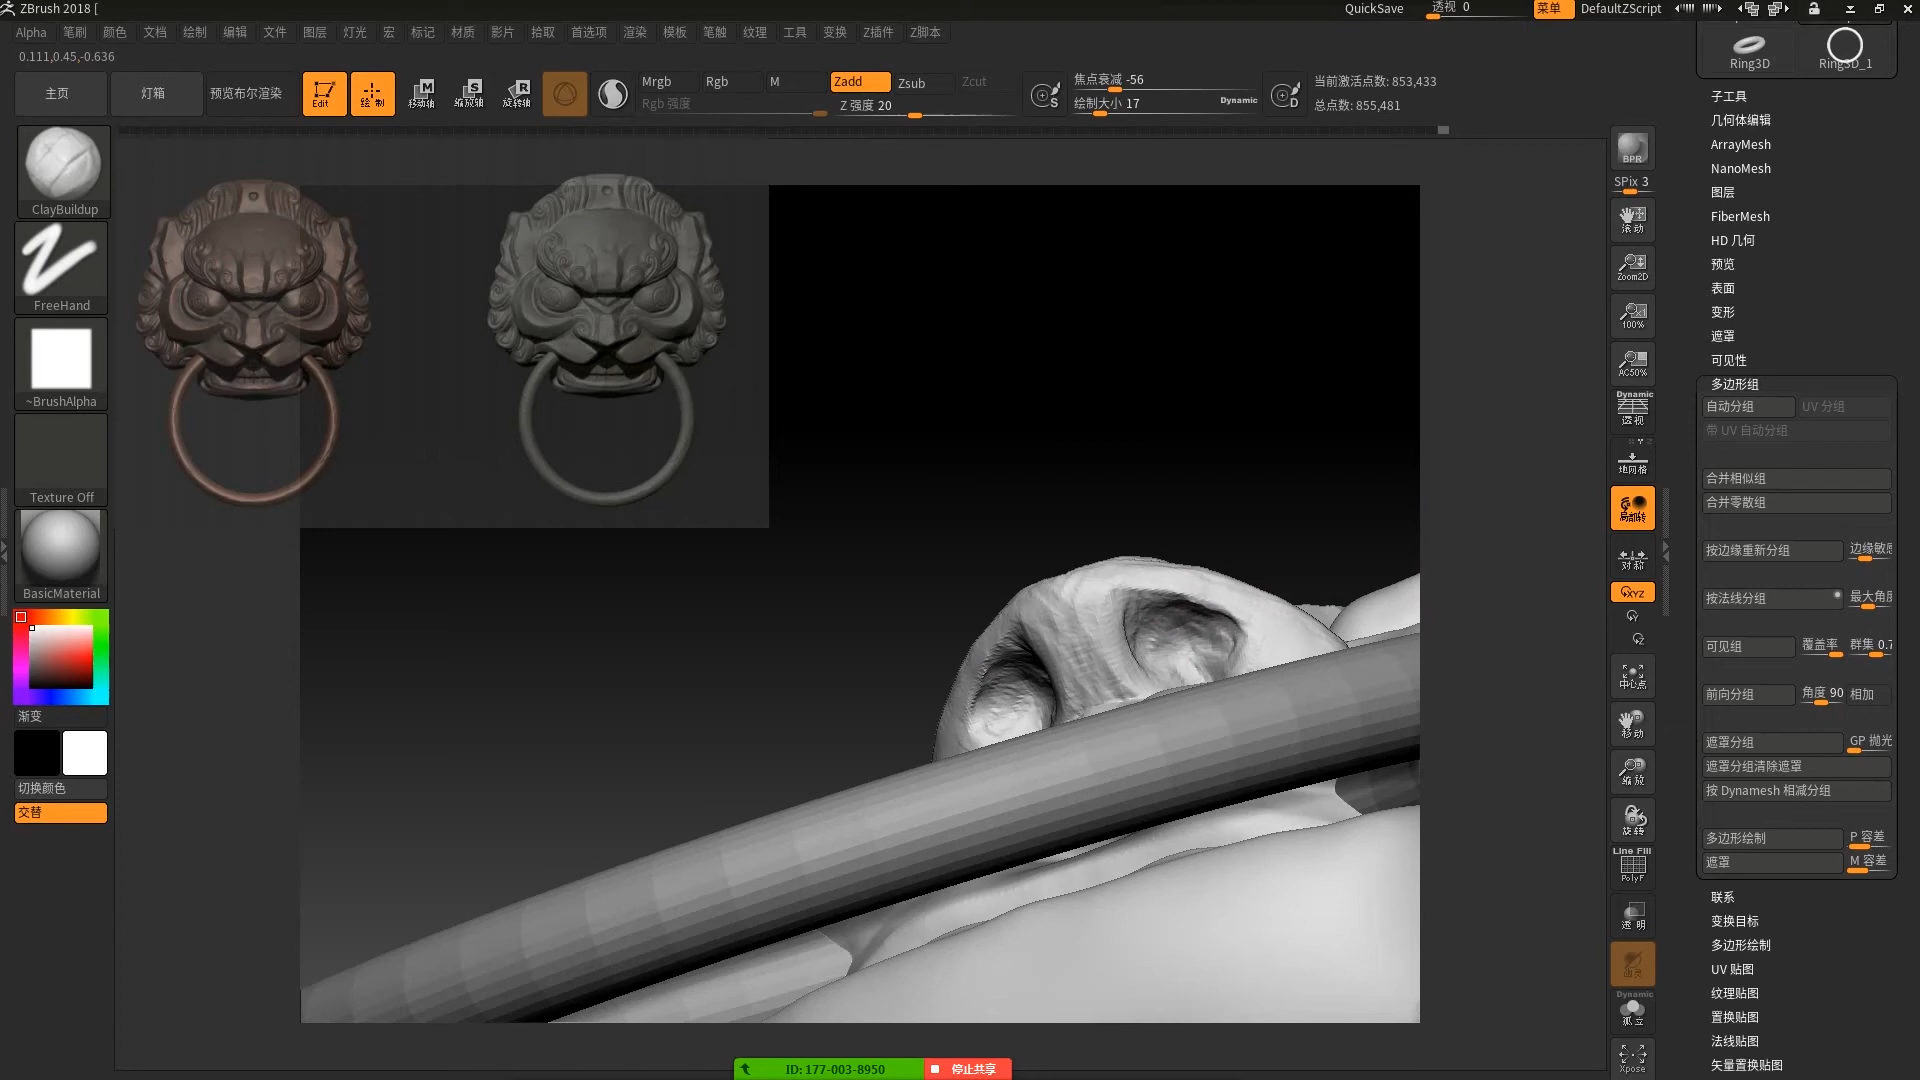 ZBrush 2018 [
QuickSave
透视 0
菜单
DefaultZScript
Alpha 笔刷 颜色 文档 绘制 编辑 文件 图层 灯光 宏 标记 材质 影片 拾取 首选项 渲染 模板 笔触 纹理 工具 变换 Z插件 Z脚本
0.111,0.45,-0.636
主页
灯箱
预览布尔渲染
Edit
绘 制
移动轴
缩放轴
旋转轴
Mrgb
Rgb
M
Zadd
Zsub
Zcut
Rgb 强度
Z 强度 20
焦点衰减 -56
绘制大小 17
Dynamic
当前激活点数: 853,433
总点数: 855,481
ClayBuildup
FreeHand
~BrushAlpha
Texture Off
BasicMaterial
渐变
切换颜色
交替
BPR
SPix 3
滚动
Zoom2D
100%
AC50%
Dynamic
透视
地网格
局部转
对称
XYZ
中心点
移动
缩放
旋转
Line Fill
PolyF
透 明
Dynamic
孤立
Xpose
Ring3D
Ring3D_1
子工具
几何体编辑
ArrayMesh
NanoMesh
图层
FiberMesh
HD 几何
预览
表面
变形
遮罩
可见性
多边形组
自动分组
UV 分组
带 UV 自动分组
合并相似组
合并零散组
按边缘重新分组
按法线分组
可见组
覆盖率
群集 0.7
前向分组
角度 90
相加
遮罩分组
GP 抛光
遮罩分组清除遮罩
按 Dynamesh 相减分组
多边形绘制
P 容差
遮罩
M 容差
联系
变换目标
多边形绘制
UV 贴图
纹理贴图
置换贴图
法线贴图
矢量置换贴图
ID: 177-003-8950
停止共享